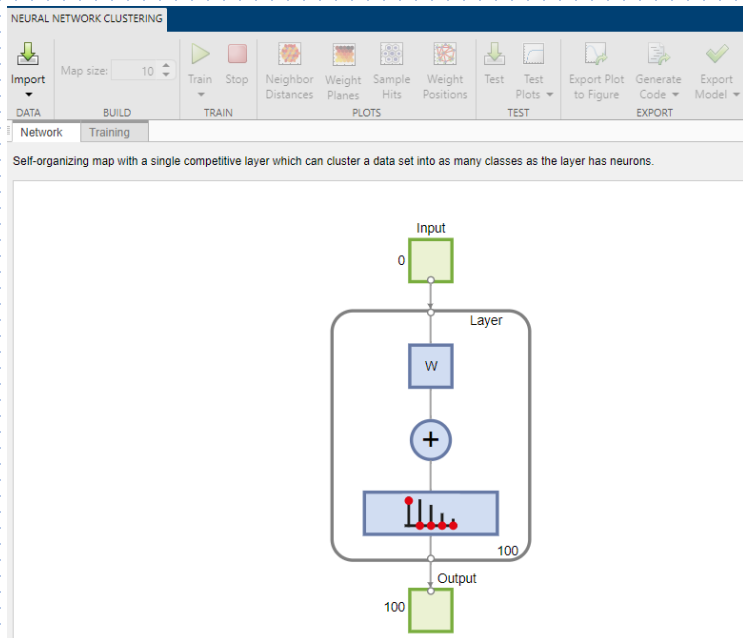 NEURAL NETWORK CLUSTERING
Import
Map size: 10
Train Stop
Neighbor Distances
Weight Planes
Sample Hits
Weight Positions
Test
Test Plots
Export Plot to Figure
Generate Code
Export Model
DATA BUILD TRAIN PLOTS TEST EXPORT
Network Training
Self-organizing map with a single competitive layer which can cluster a data set into as many classes as the layer has neurons.
Input
0
Layer
W
+
100
Output
100